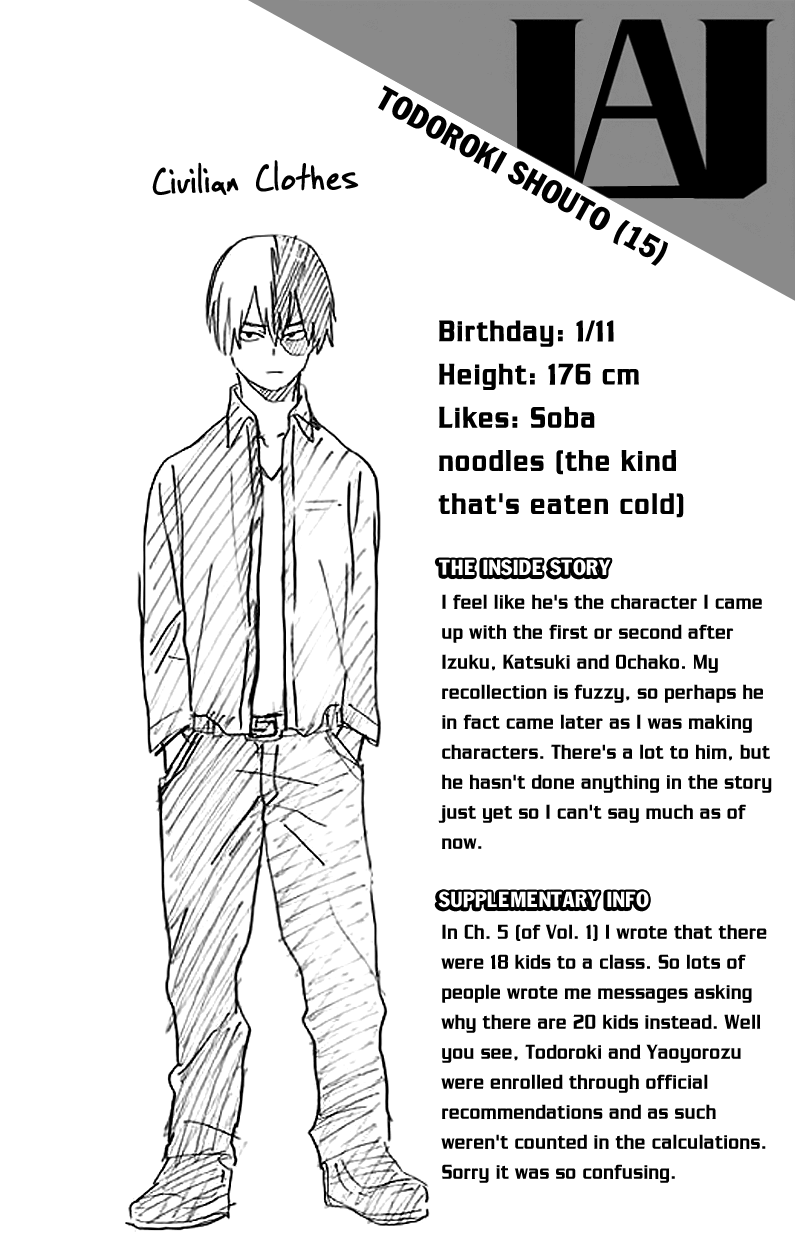 UA
TODOROKI SHOUTO (15)
Civilian Clothes
Birthday: 1/11
Height: 176 cm
Likes: Soba
noodles (the kind
that's eaten cold)
THE INSIDE STORY
I feel like he's the character I came
up with the first or second after
Izuku, Katsuki and Ochako. My
recollection is fuzzy, so perhaps he
in fact came later as I was making
characters. There's a lot to him, but
he hasn't done anything in the story
just yet so I can't say much as of
now.
SUPPLEMENTARY INFO
In Ch. 5 (of Vol. 1) I wrote that there
were 18 kids to a class. So lots of
people wrote me messages asking
why there are 20 kids instead. Well
you see, Todoroki and Yaoyorozu
were enrolled through official
recommendations and as such
weren't counted in the calculations.
Sorry it was so confusing.